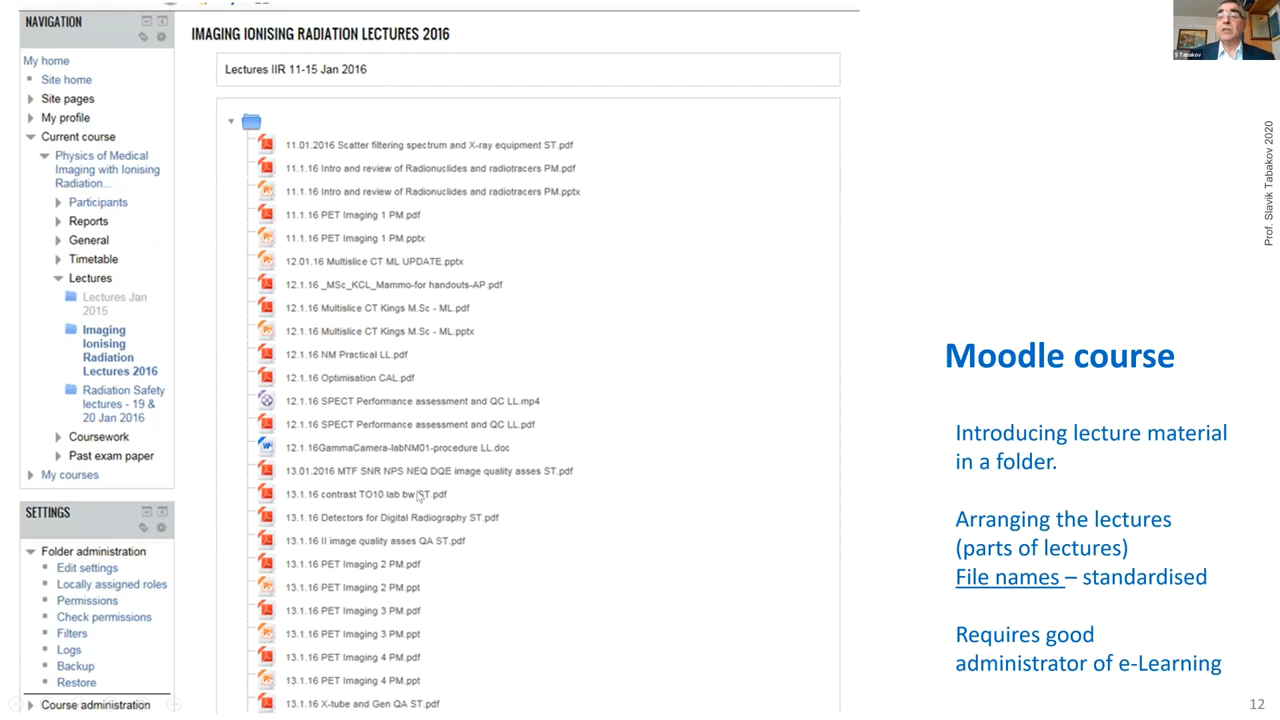 NAVIGATION
My home
Site home
Site pages
My profile
Current course
Physics of Medical
Imaging with Ionising
Radiation...
Participants
Reports
General
Timetable
Lectures
Lectures Jan
2015
Imaging
Ionising
Radiation
Lectures 2016
Radiation Safety
lectures - 19 &
20 Jan 2016
Coursework
Past exam paper
My courses
SETTINGS
Folder administration
Edit settings
Locally assigned roles
Permissions
Check permissions
Filters
Logs
Backup
Restore
Course administration
IMAGING IONISING RADIATION LECTURES 2016
Lectures IIR 11-15 Jan 2016
11.01.2016 Scatter filtering spectrum and X-ray equipment ST.pdf
11.1.16 Intro and review of Radionuclides and radiotracers PM.pdf
11.1.16 Intro and review of Radionuclides and radiotracers PM.pptx
11.1.16 PET Imaging 1 PM.pdf
11.1.16 PET Imaging 1 PM.pptx
12.01.16 Multislice CT ML UPDATE.pptx
12.1.16 _MSc_KCL_Mammo-for handouts-AP.pdf
12.1.16 Multislice CT Kings M.Sc - ML.pdf
12.1.16 Multislice CT Kings M.Sc - ML.pptx
12.1.16 NM Practical LL.pdf
12.1.16 Optimisation CAL.pdf
12.1.16 SPECT Performance assessment and QC LL.mp4
12.1.16 SPECT Performance assessment and QC LL.pdf
12.1.16GammaCamera-labNM01-procedure LL.doc
13.01.2016 MTF SNR NPS NEQ DQE image quality asses ST.pdf
13.1.16 contrast TO10 lab bw ST.pdf
13.1.16 Detectors for Digital Radiography ST.pdf
13.1.16 II image quality asses QA ST.pdf
13.1.16 PET Imaging 2 PM.pdf
13.1.16 PET Imaging 2 PM.ppt
13.1.16 PET Imaging 3 PM.pdf
13.1.16 PET Imaging 3 PM.ppt
13.1.16 PET Imaging 4 PM.pdf
13.1.16 PET Imaging 4 PM.ppt
13.1.16 X-tube and Gen QA ST.pdf
S Tabakov
Prof. Slavik Tabakov 2020
Moodle course
Introducing lecture material
in a folder.
Arranging the lectures
(parts of lectures)
File names – standardised
Requires good
administrator of e-Learning
12